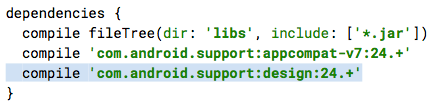 dependencies {
  compile fileTree(dir: 'libs', include: ['*.jar'])
  compile 'com.android.support:appcompat-v7:24.+'
  compile 'com.android.support:design:24.+'
}